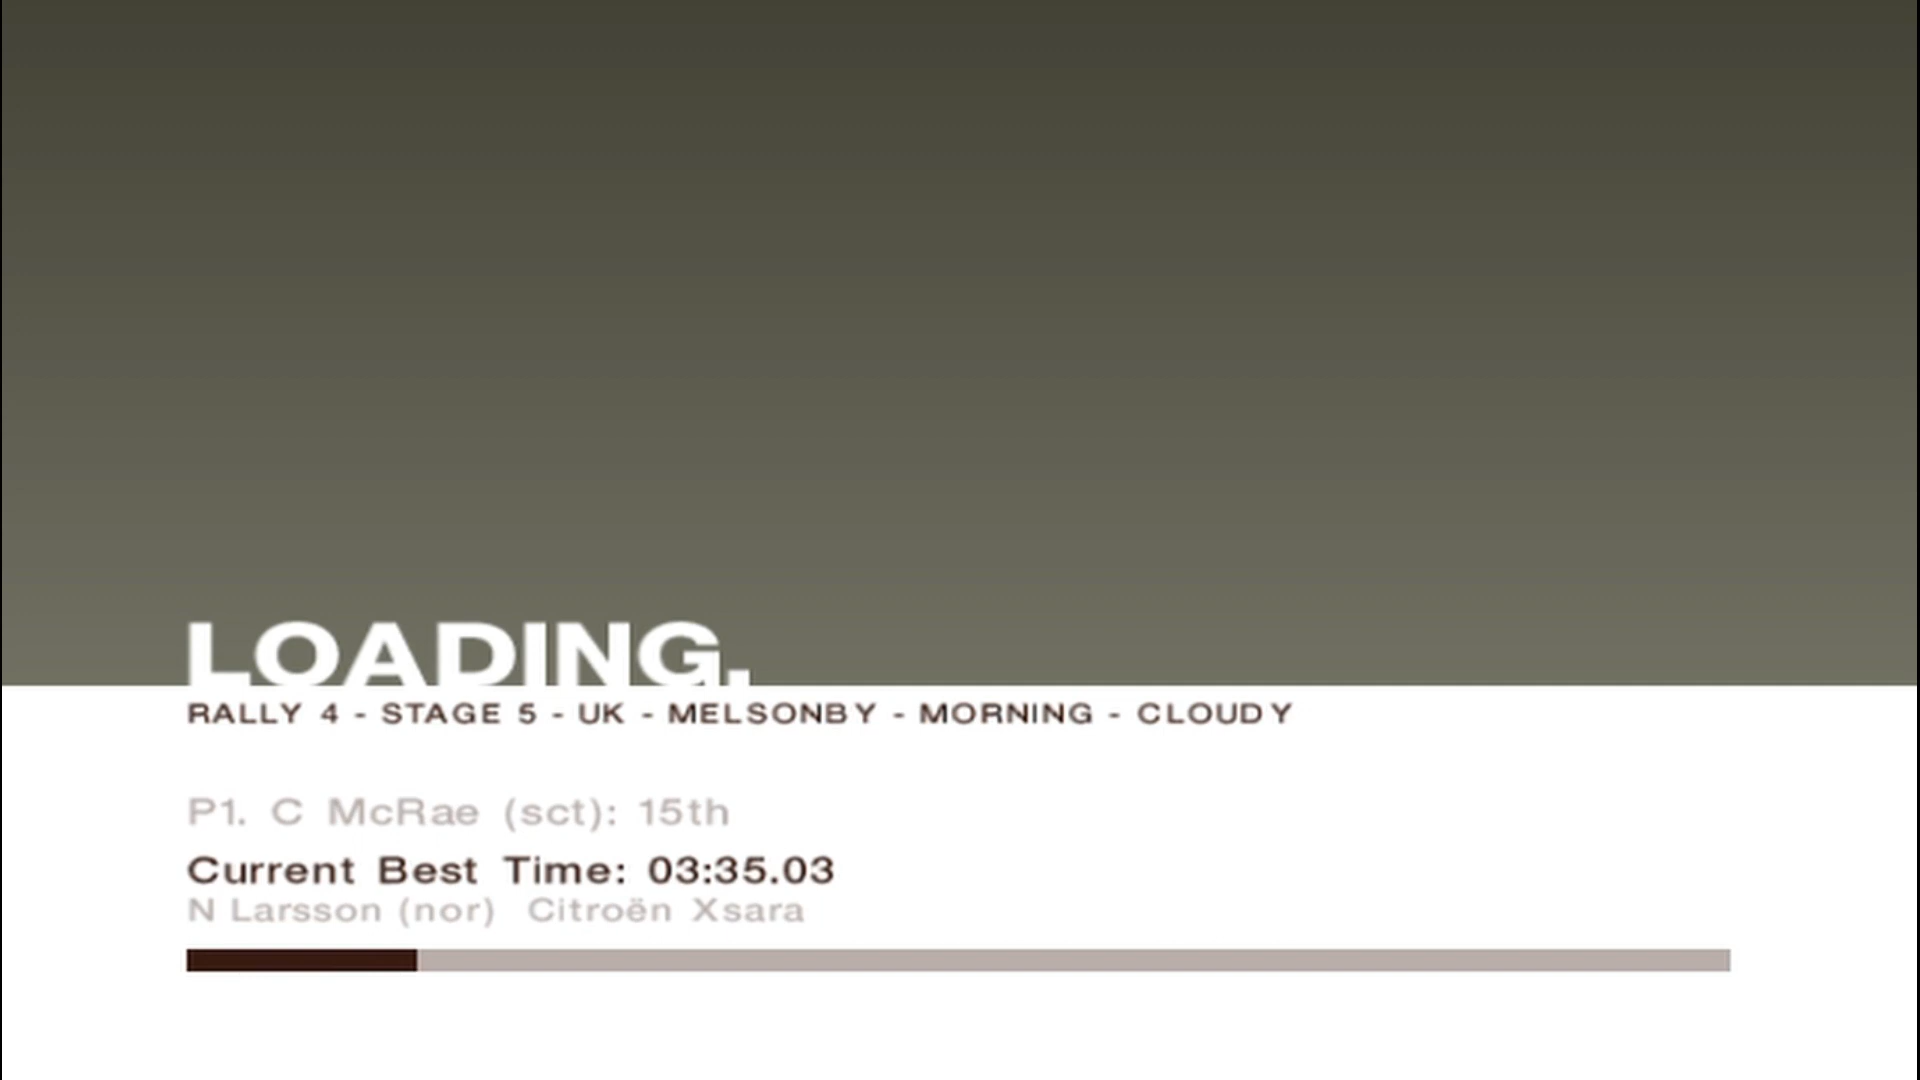 LOADING.
RALLY 4 - STAGE 5 - UK - MELSONBY - MORNING - CLOUDY
P1. C McRae (sct): 15th
Current Best Time: 03:35.03
N Larsson (nor) Citroën Xsara